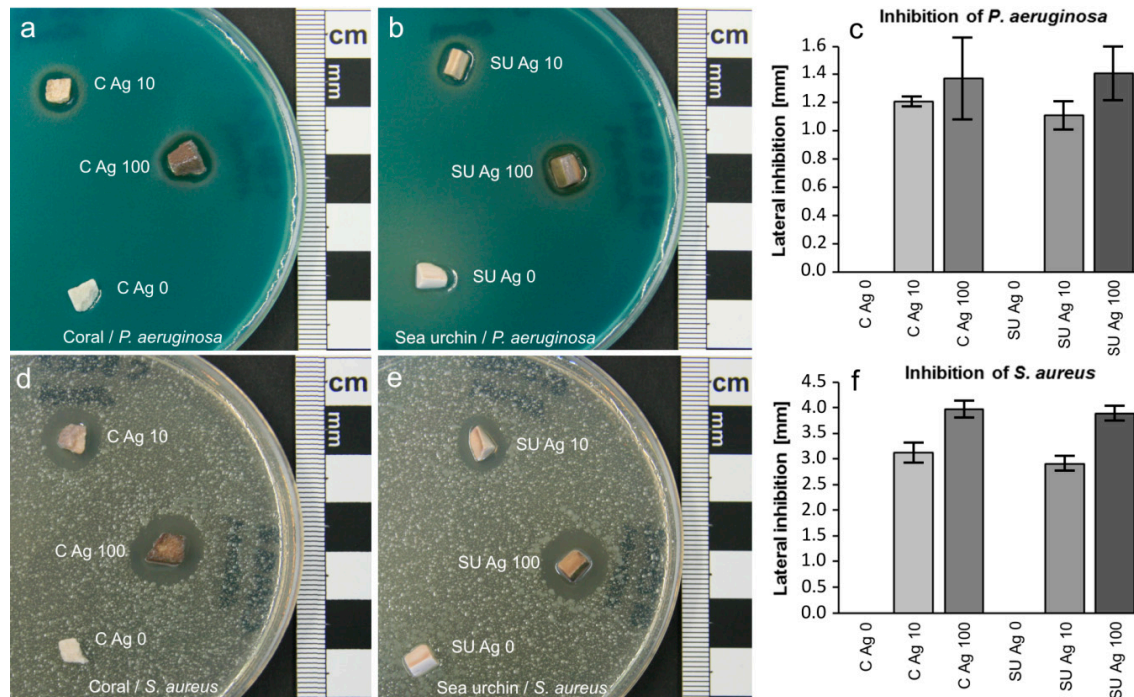 a
C Ag 10
C Ag 100
C Ag 0
Coral / P. aeruginosa
cm
mm
b
SU Ag 10
SU Ag 100
SU Ag 0
Sea urchin / P. aeruginosa
cm
mm
c
Inhibition of P. aeruginosa
Lateral inhibition [mm]
1.6
1.4
1.2
1.0
0.8
0.6
0.4
0.2
0.0
C Ag 0
C Ag 10
C Ag 100
SU Ag 0
SU Ag 10
SU Ag 100
d
C Ag 10
C Ag 100
C Ag 0
Coral / S. aureus
cm
mm
e
SU Ag 10
SU Ag 100
SU Ag 0
Sea urchin / S. aureus
cm
mm
f
Inhibition of S. aureus
Lateral inhibition [mm]
4.5
4.0
3.5
3.0
2.5
2.0
1.5
1.0
0.5
0.0
C Ag 0
C Ag 10
C Ag 100
SU Ag 0
SU Ag 10
SU Ag 100